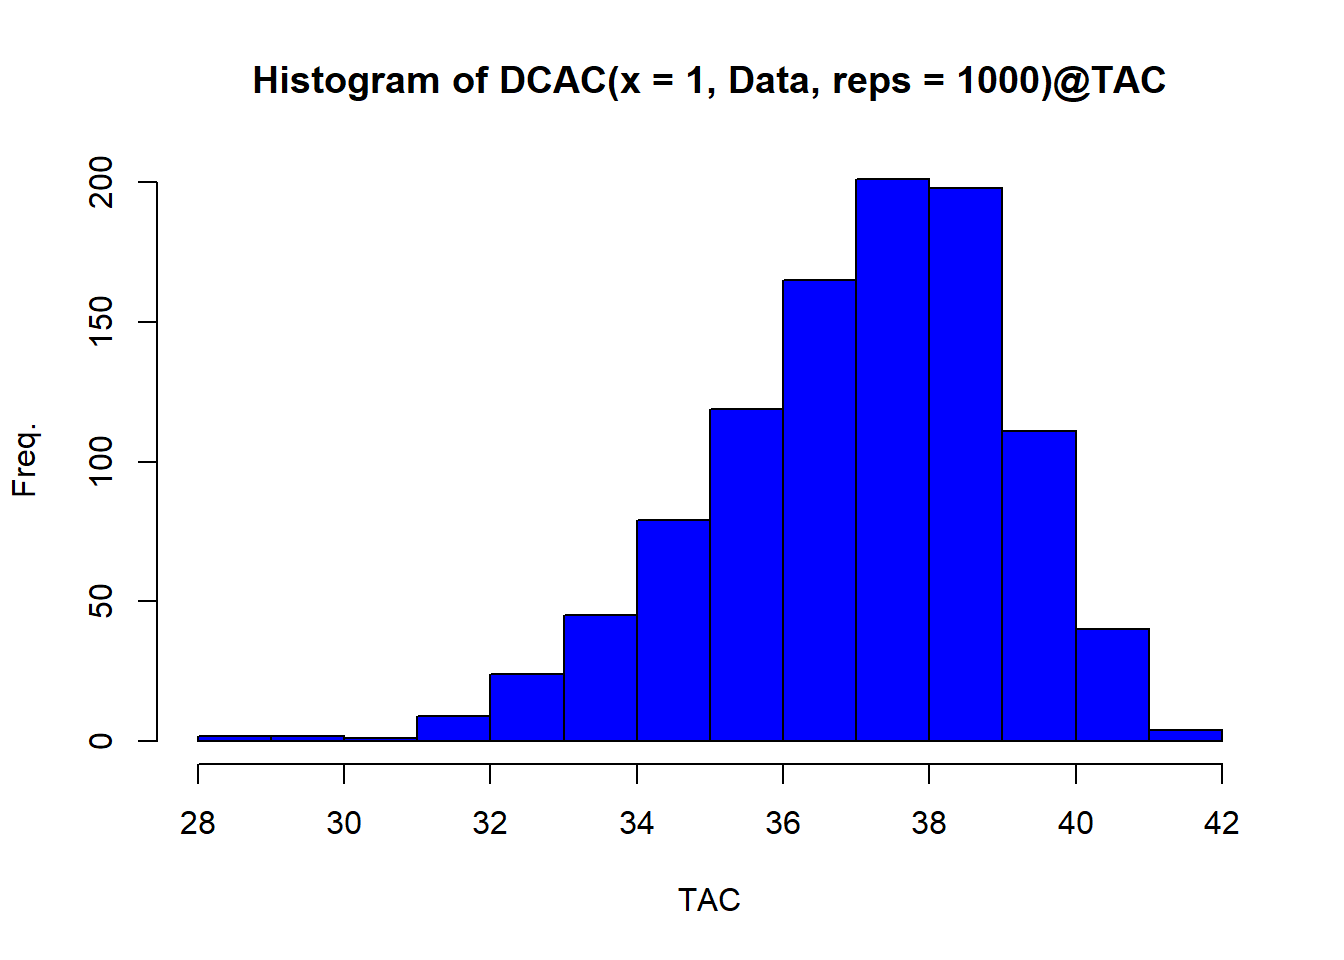 Histogram of DCAC(x = 1, Data, reps = 1000)@TAC
200
150
100
50
0
Freq.
28 30 32 34 36 38 40 42
TAC